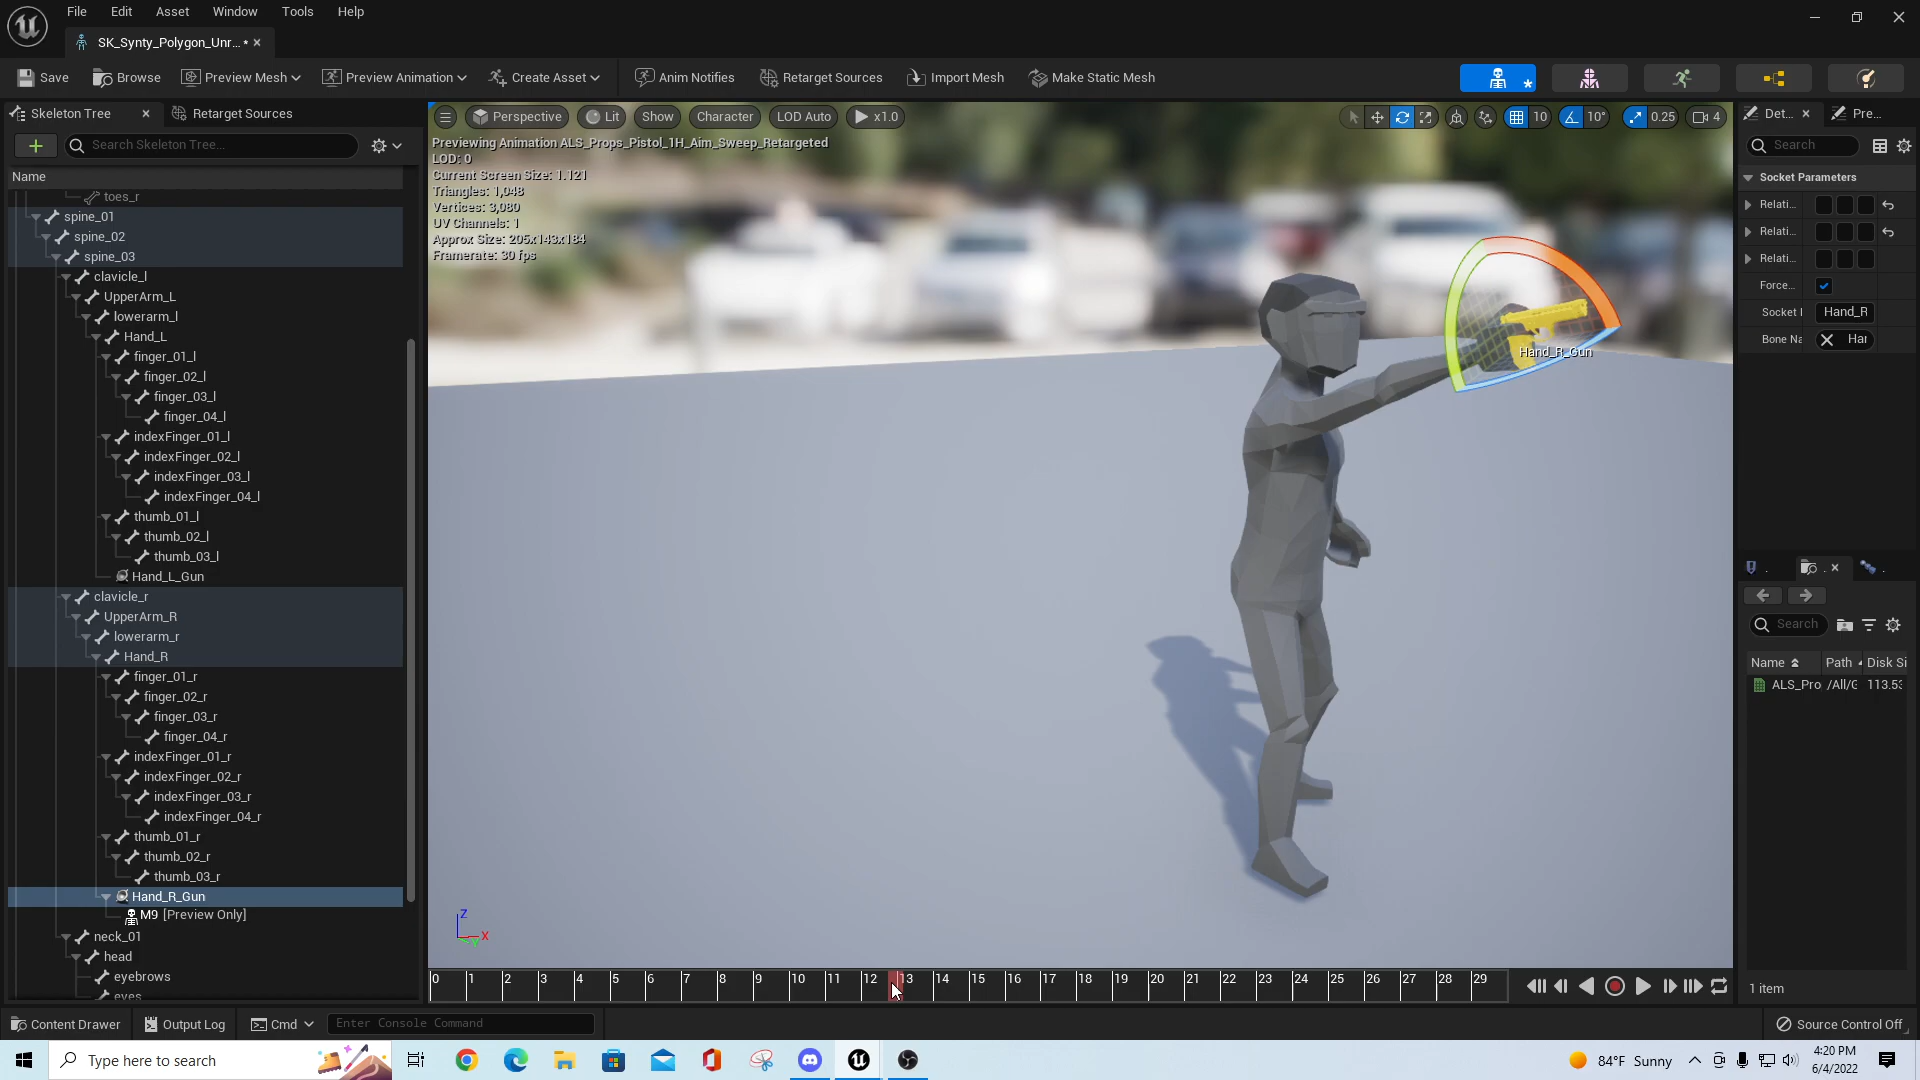 File Edit Asset Window Tools Help
SK_Synty_Polygon_Unr... •
Save Browse Preview Mesh Preview Animation Create Asset Anim Notifies Retarget Sources Import Mesh Make Static Mesh
Skeleton Tree Retarget Sources
Search Skeleton Tree...
Name
toes_r
spine_01
spine_02
spine_03
clavicle_l
UpperArm_L
lowerarm_l
Hand_L
finger_01_l
finger_02_l
finger_03_l
finger_04_l
indexFinger_01_l
indexFinger_02_l
indexFinger_03_l
indexFinger_04_l
thumb_01_l
thumb_02_l
thumb_03_l
Hand_L_Gun
clavicle_r
UpperArm_R
lowerarm_r
Hand_R
finger_01_r
finger_02_r
finger_03_r
finger_04_r
indexFinger_01_r
indexFinger_02_r
indexFinger_03_r
indexFinger_04_r
thumb_01_r
thumb_02_r
thumb_03_r
Hand_R_Gun
M9 [Preview Only]
neck_01
head
eyebrows
eyes
Perspective Lit Show Character LOD Auto x1.0 10 10° 0.25 4
Previewing Animation ALS_Props_Pistol_1H_Aim_Sweep_Retargeted
LOD: 0
Current Screen Size: 1.121
Triangles: 1,048
Vertices: 3,080
UV Channels: 1
Approx Size: 205x143x184
Framerate: 30 fps
Hand_R_Gun
Z
X
Y
0 1 2 3 4 5 6 7 8 9 10 11 12 13 14 15 16 17 18 19 20 21 22 23 24 25 26 27 28 29
Det... Pre...
Search
Socket Parameters
Relati...
Relati...
Relati...
Force...
Socket Hand_R
Bone Na Har
Search
Name Path Disk Si
ALS_Pro /All/G 113.53
1 item
Content Drawer Output Log Cmd Enter Console Command Source Control Off
Type here to search 84°F Sunny 4:20 PM
6/4/2022